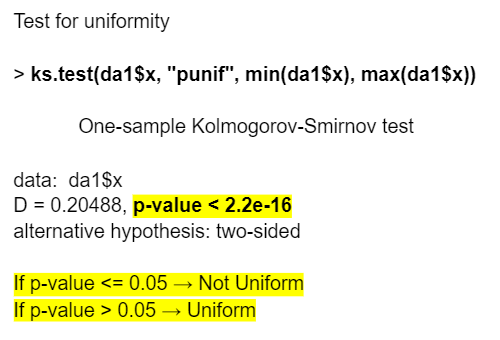 Test for uniformity
> ks.test(da1$x, "punif", min(da1$x), max(da1$x))
One-sample Kolmogorov-Smirnov test
data: da1$x
D = 0.20488, p-value < 2.2e-16
alternative hypothesis: two-sided
If p-value <= 0.05 → Not Uniform
If p-value > 0.05 → Uniform